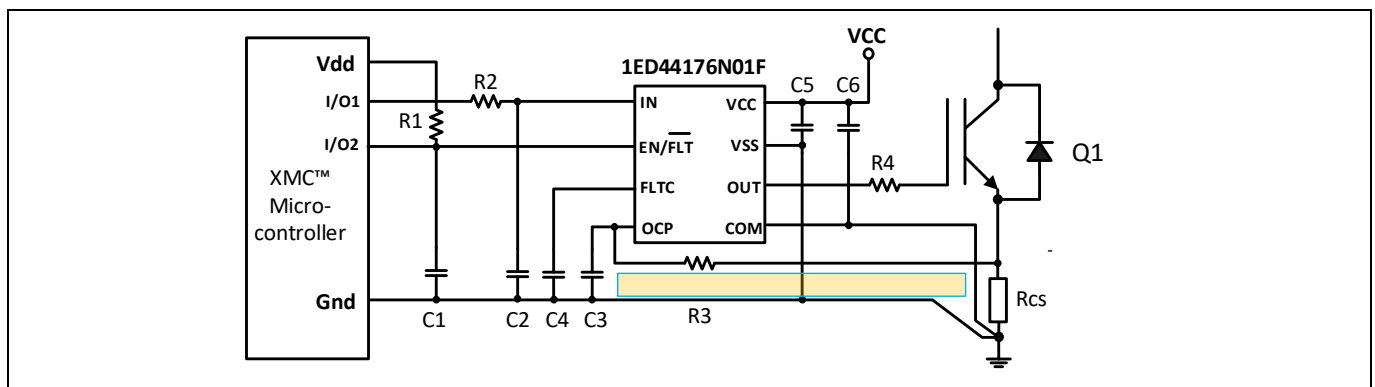 VCC
Vdd
R2
1ED44176N01F
C5
C6
I/O1
IN
VCC
R1
I/O2
EN/FLT
VSS
Q1
R4
XMC™
Micro-
controller
FLTC
OUT
OCP
COM
-
Gnd
Rcs
C1
C2
C4
C3
R3